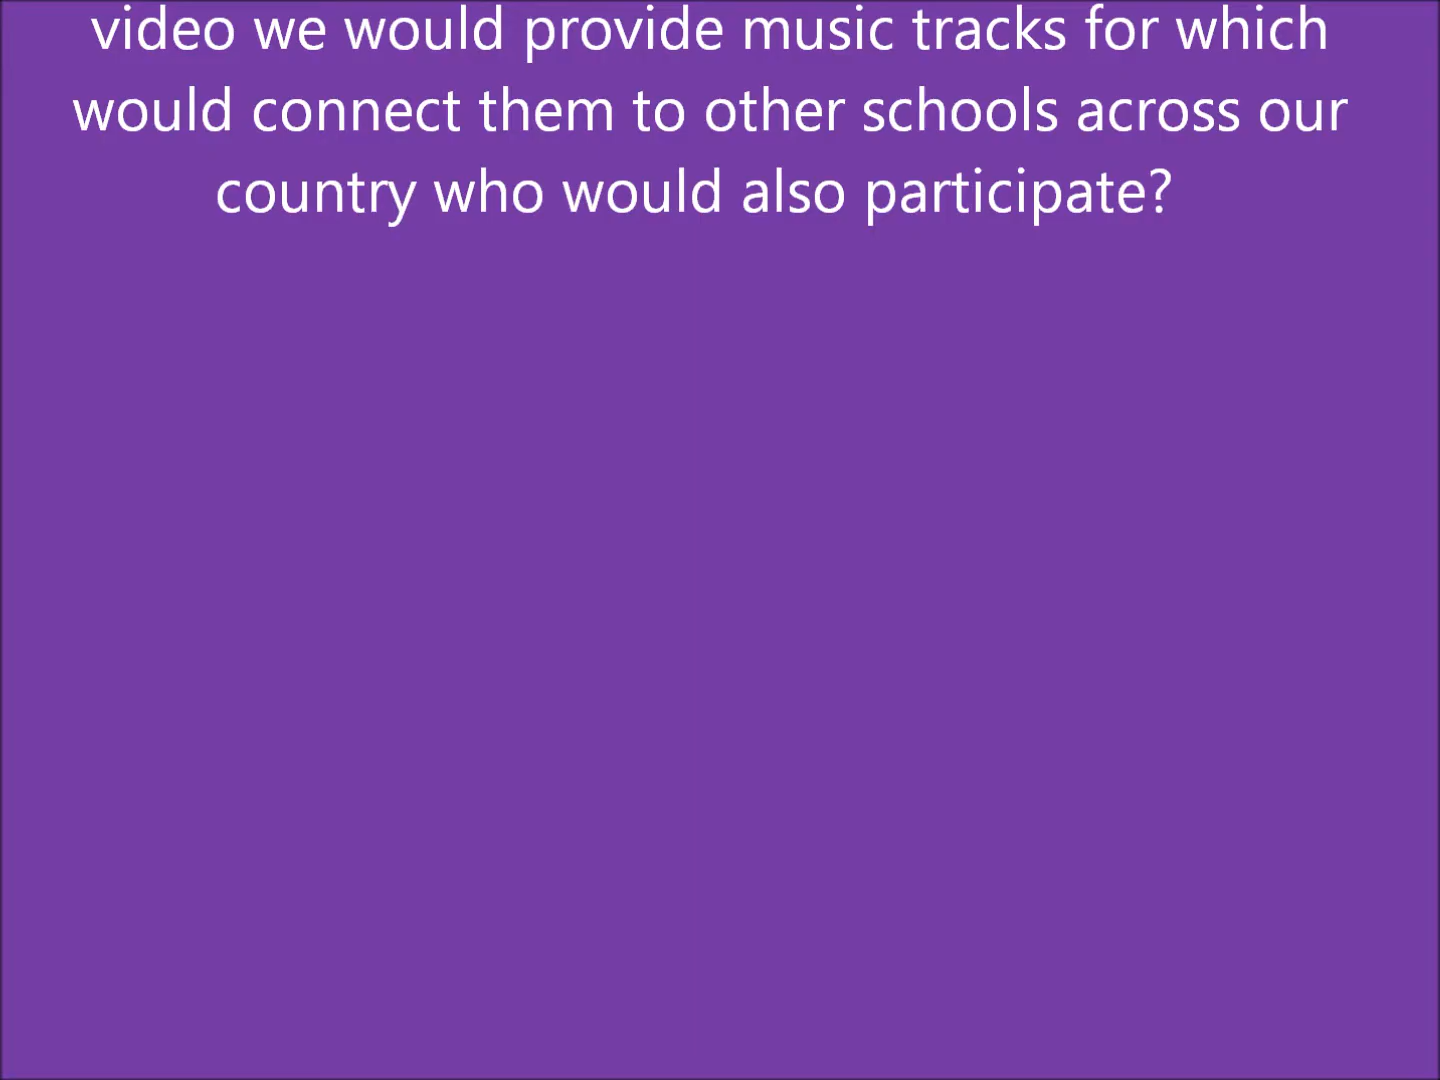 video we would provide music tracks for which
would connect them to other schools across our
country who would also participate?